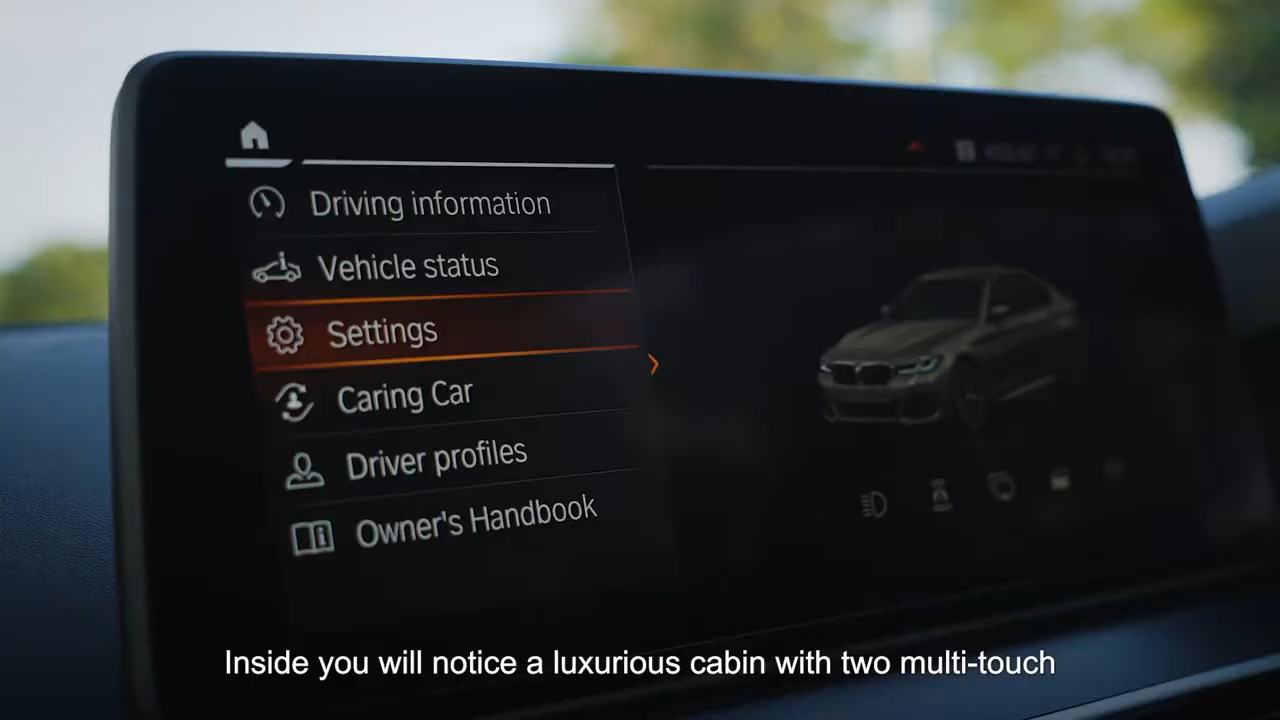 Driving information
Vehicle status
Settings
Caring Car
Driver profiles
Owner's Handbook
Inside you will notice a luxurious cabin with two multi-touch